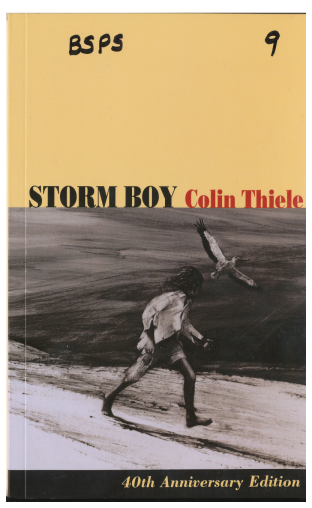 BSPS 9
STORM BOY Colin Thiele
40th Anniversary Edition